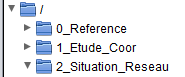 /
0_Reference
1_Etude_Coor
2_Situation_Reseau